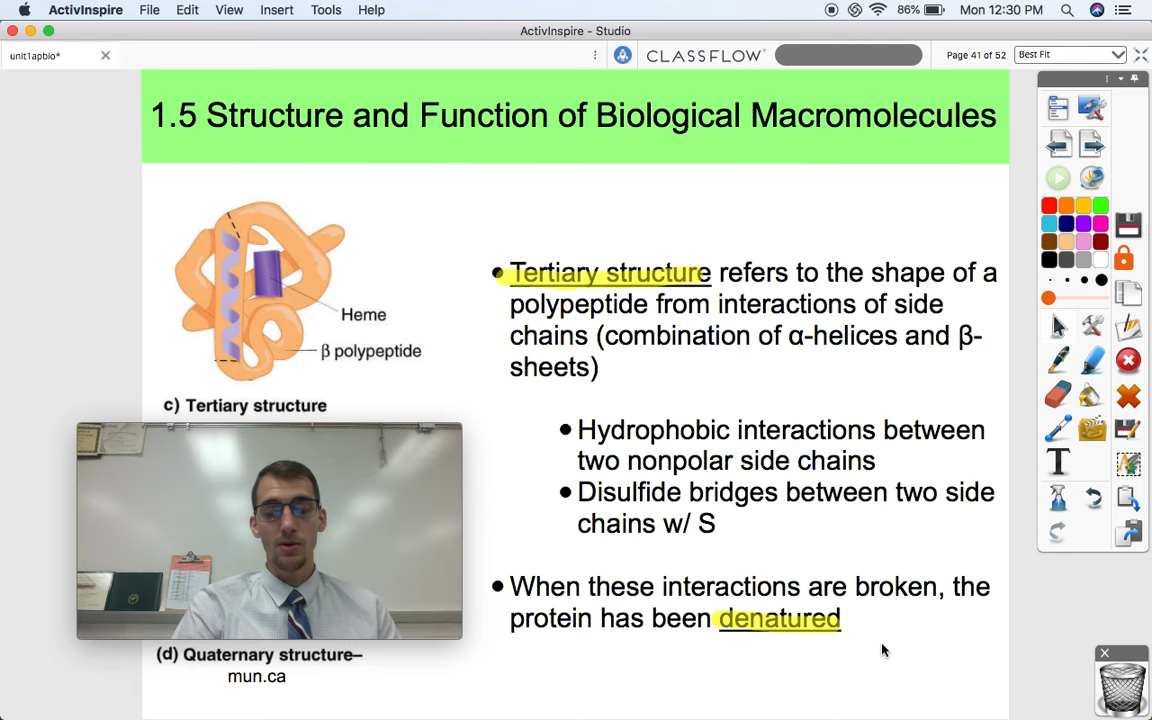 ActivInspire File Edit View Insert Tools Help 86% Mon 12:30 PM
ActivInspire - Studio
unit1apbio* CLASSFLOW Page 41 of 52 Best Fit
1.5 Structure and Function of Biological Macromolecules
Heme
β polypeptide
c) Tertiary structure
(d) Quaternary structure–
mun.ca
• Tertiary structure refers to the shape of a
polypeptide from interactions of side
chains (combination of α-helices and β-
sheets)
• Hydrophobic interactions between
two nonpolar side chains
• Disulfide bridges between two side
chains w/ S
• When these interactions are broken, the
protein has been denatured